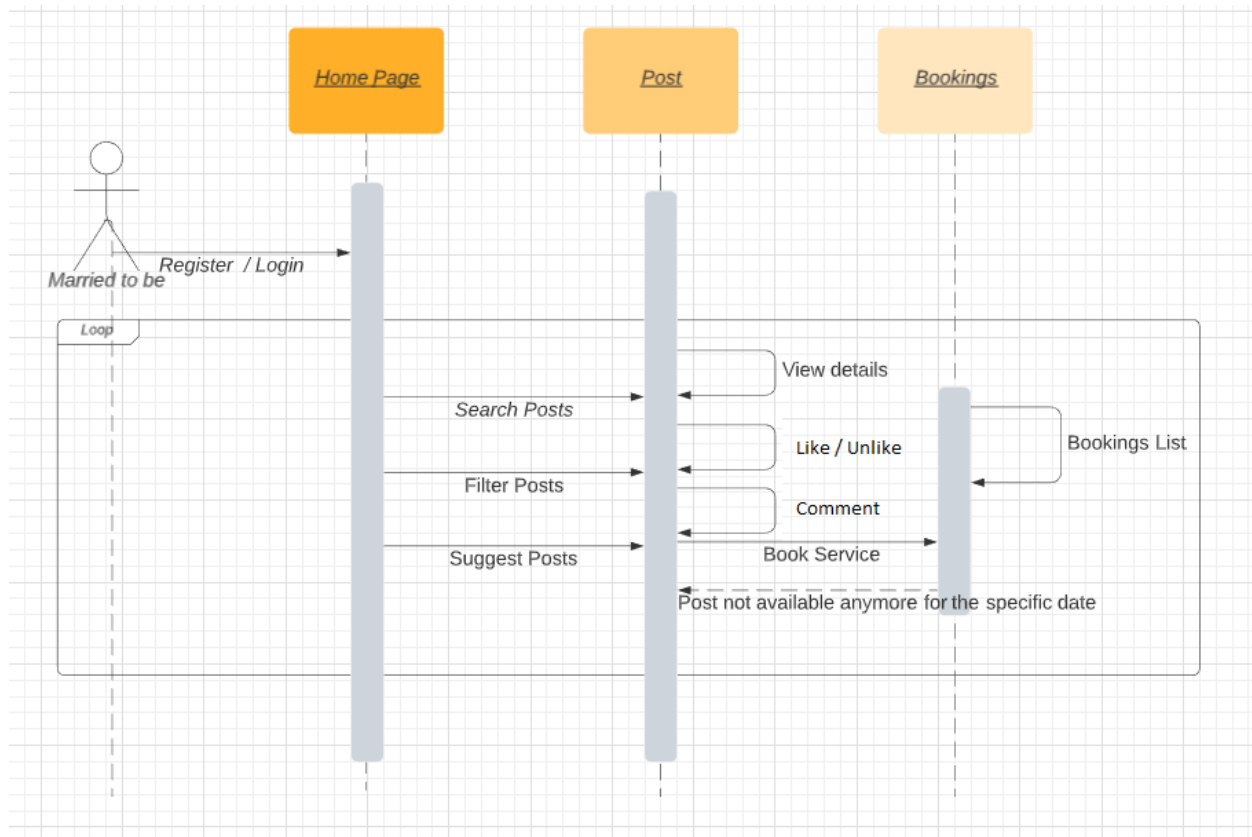 Home Page
Post
Bookings
Register / Login
Married to be
Loop
View details
Search Posts
Bookings List
Like / Unlike
Filter Posts
Comment
Suggest Posts
Book Service
Post not available anymore for the specific date